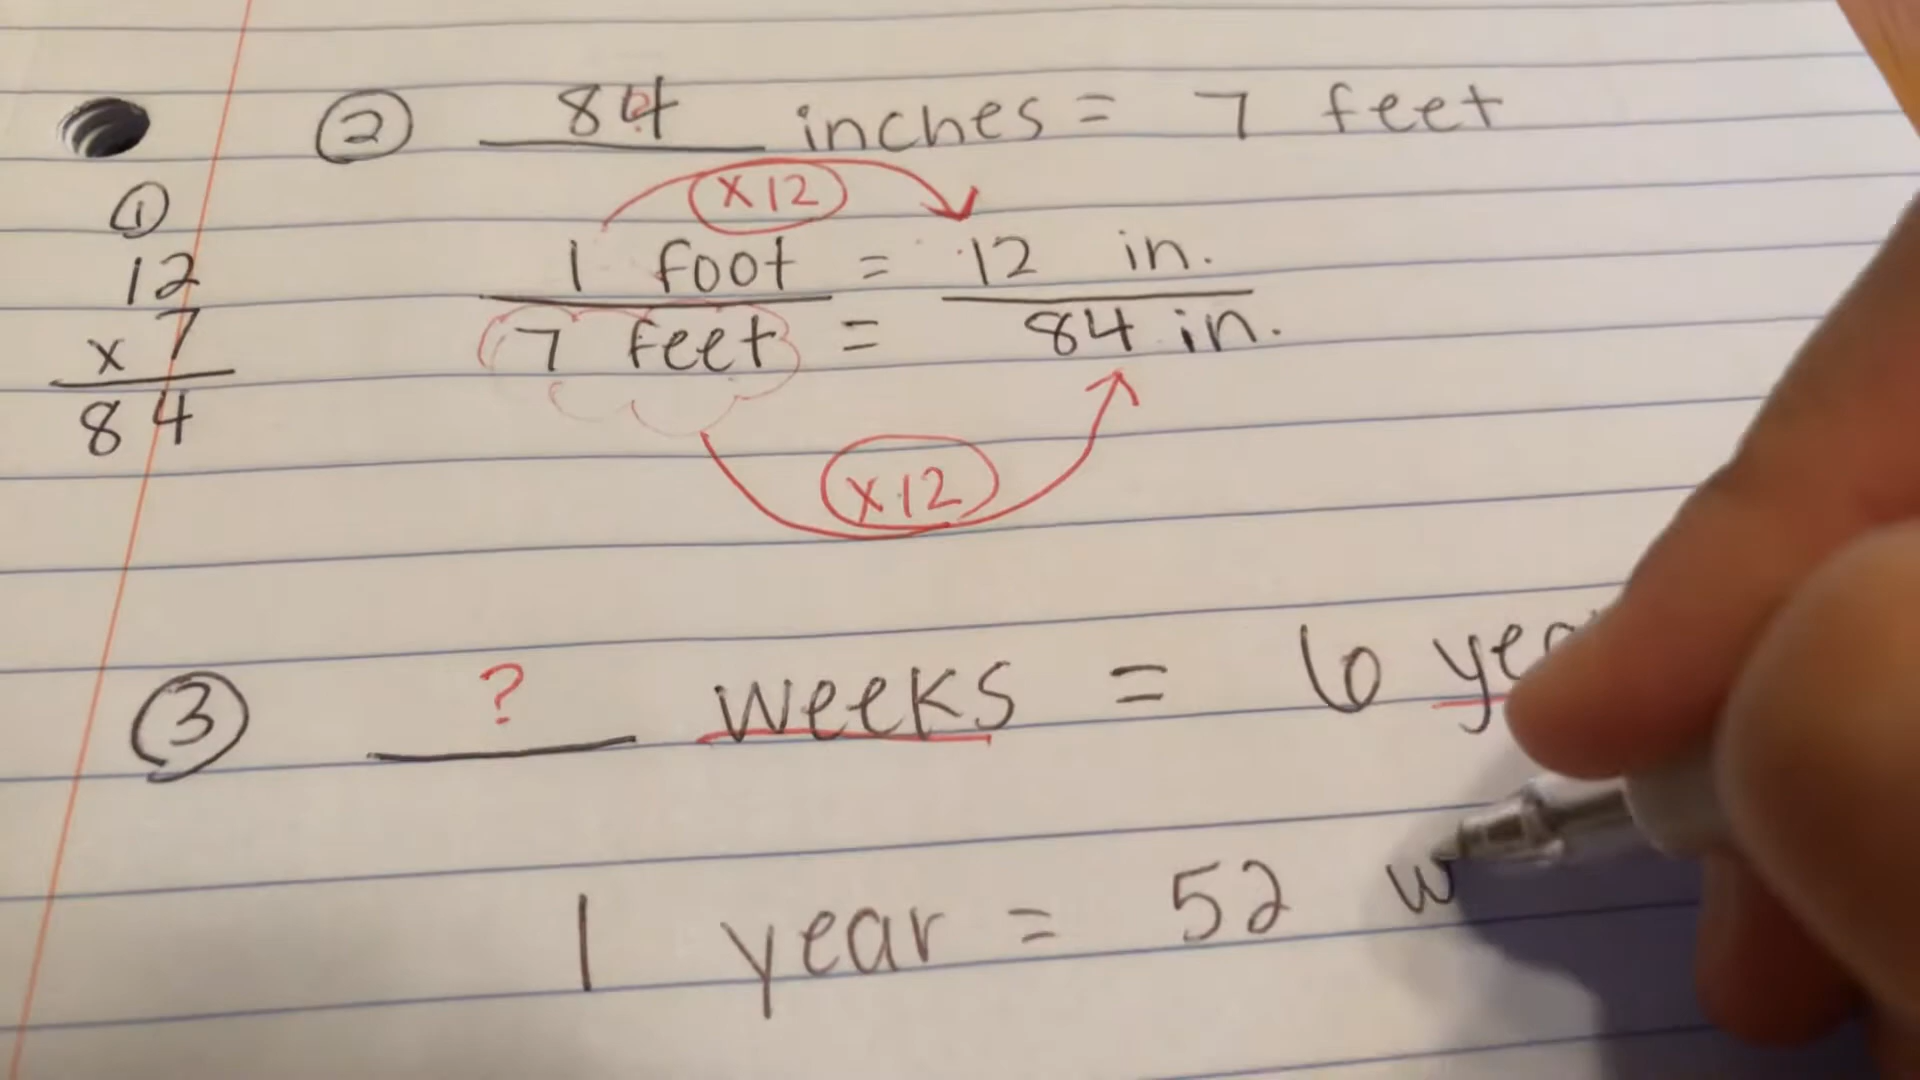 ② 84 inches = 7 feet
x12
①
12
x 7
84
1 foot = 12 in.
7 feet = 84 in.
x12
③ ? weeks = 6
1 year = 52 w